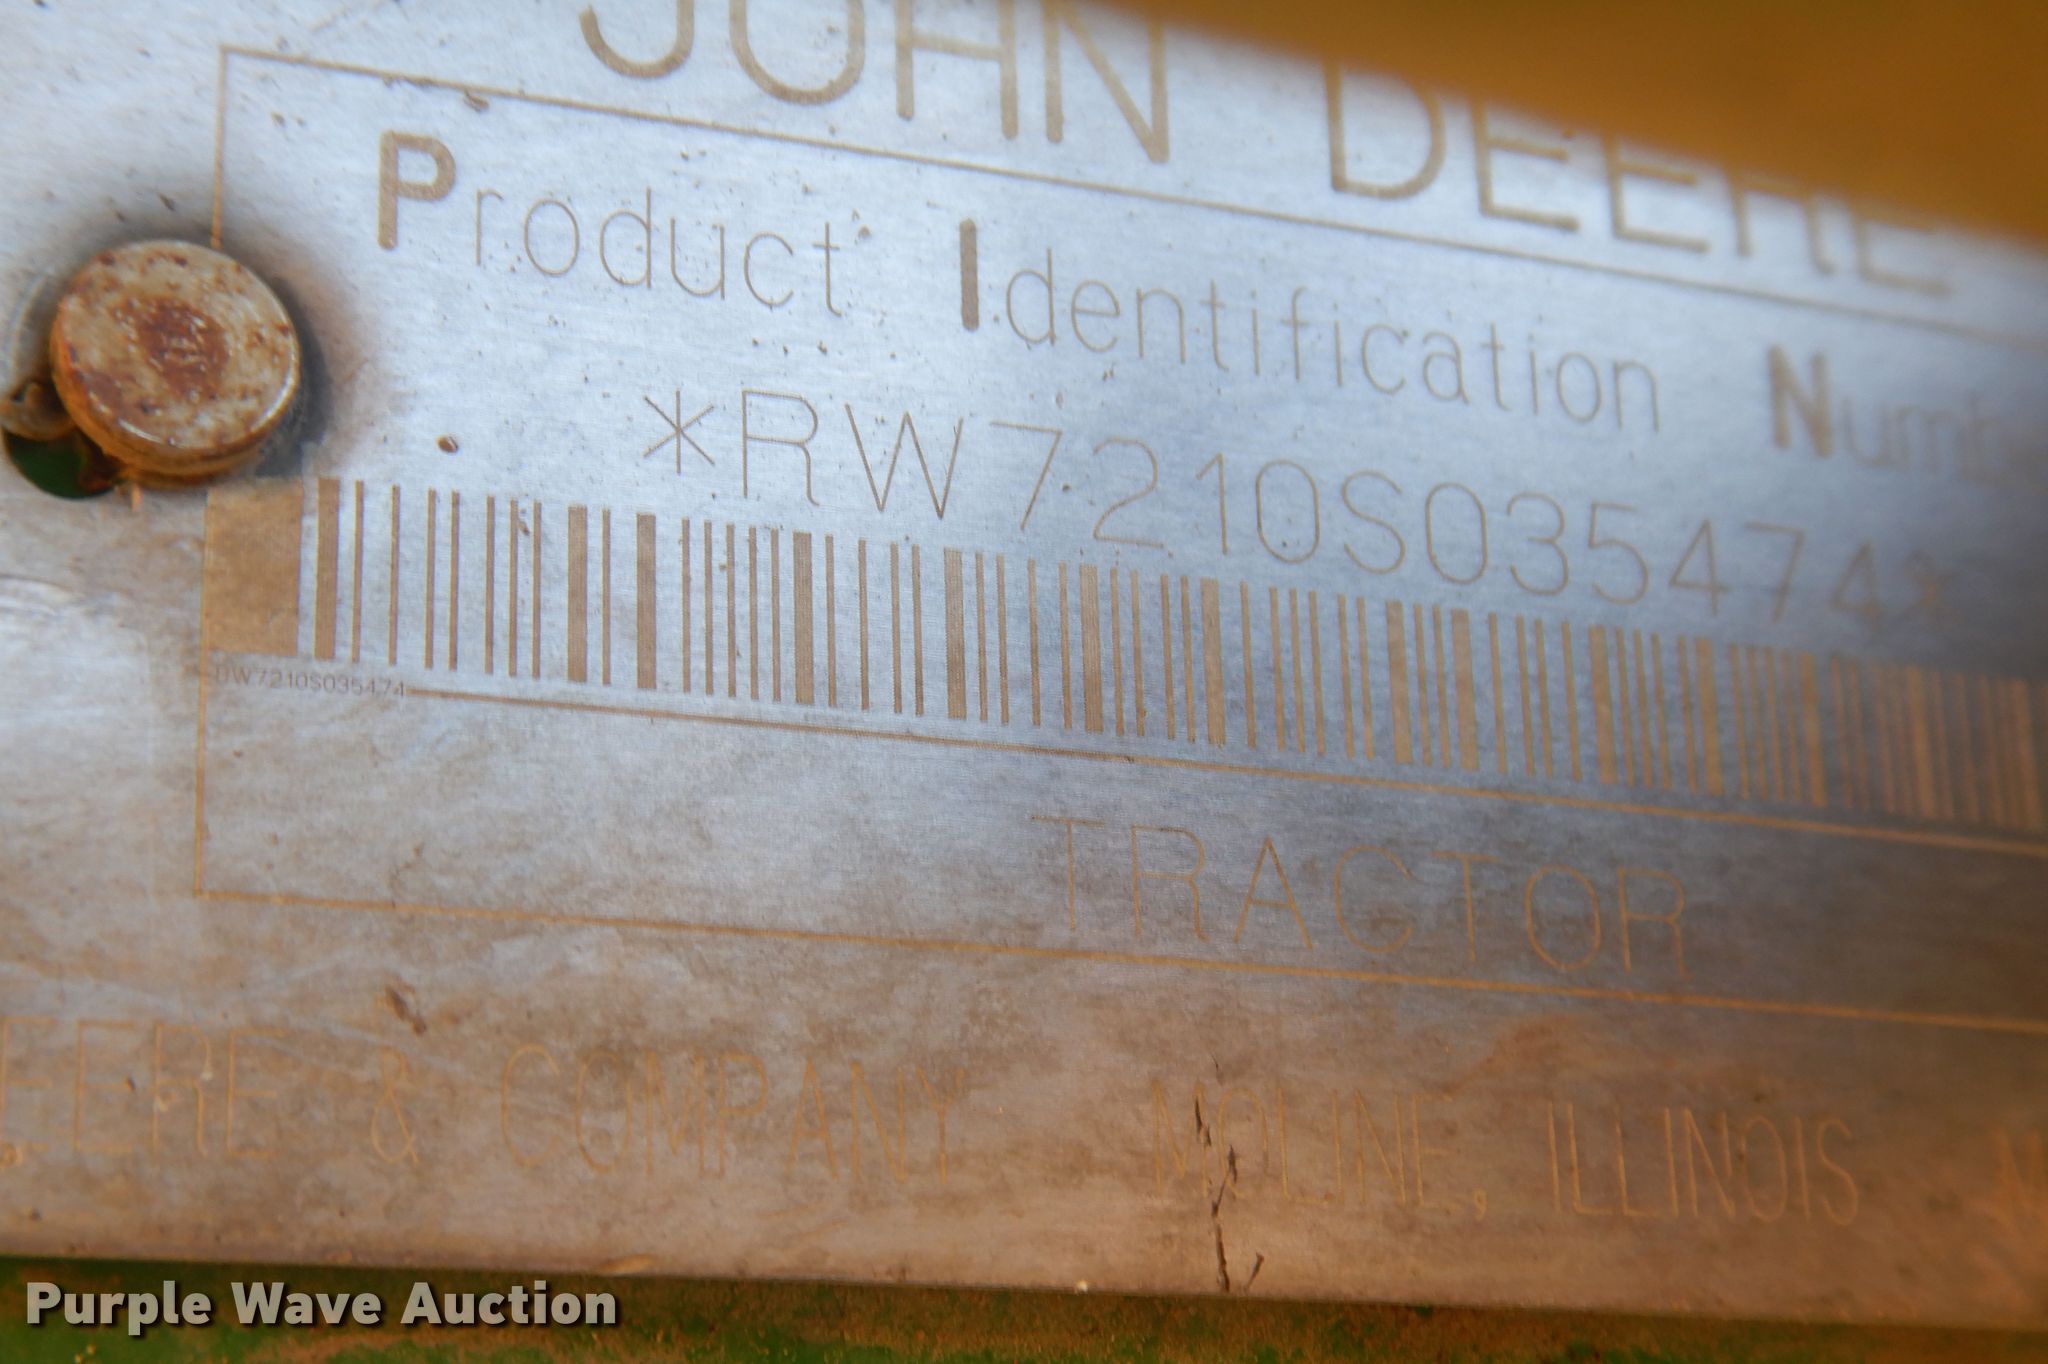 JOHN DEERE
Product Identification Numb
*RW7210S035474*
RW7210S035474
TRACTOR
EERE & COMPANY MOLINE, ILLINOIS
Purple Wave Auction